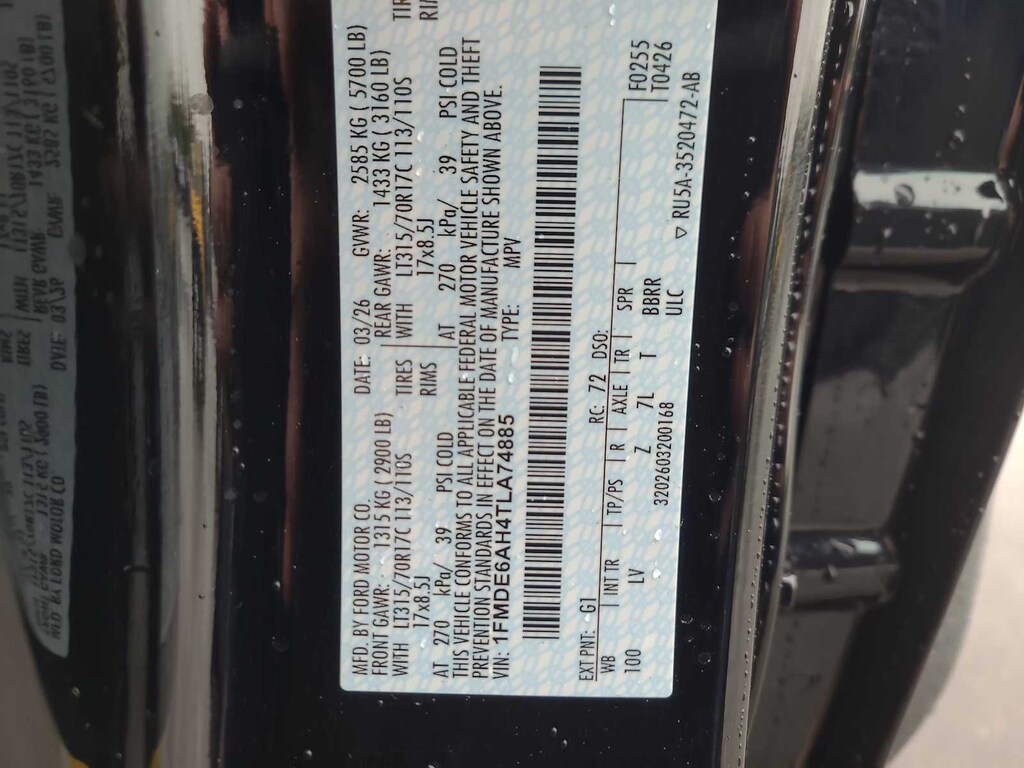 MFD. BY FORD MOTOR CO.
DATE: 03/26 GVWR: 2585 KG ( 5700 LB)
FRONT GAWR: 1315 KG ( 2900 LB) REAR GAWR: 1433 KG ( 3160 LB)
WITH LT315/70R17C 113/110S TIRES WITH LT315/70R17C 113/110S
17x8.5J RIMS 17x8.5J
AT 270 kPa/ 39 PSI COLD AT 270 kPa/ 39 PSI COLD
THIS VEHICLE CONFORMS TO ALL APPLICABLE FEDERAL MOTOR VEHICLE SAFETY AND THEFT
PREVENTION STANDARDS IN EFFECT ON THE DATE OF MANUFACTURE SHOWN ABOVE.
VIN: 1FMDE6AH4TLA74885 TYPE: MPV
EXT PNT: G1 RC: 72 DSO: F0255
WB INT TR TP/PS R AXLE TR SPR T0426
100 LV Z 7L T BBRR
ULC
3202603200168 RU5A-3520472-AB